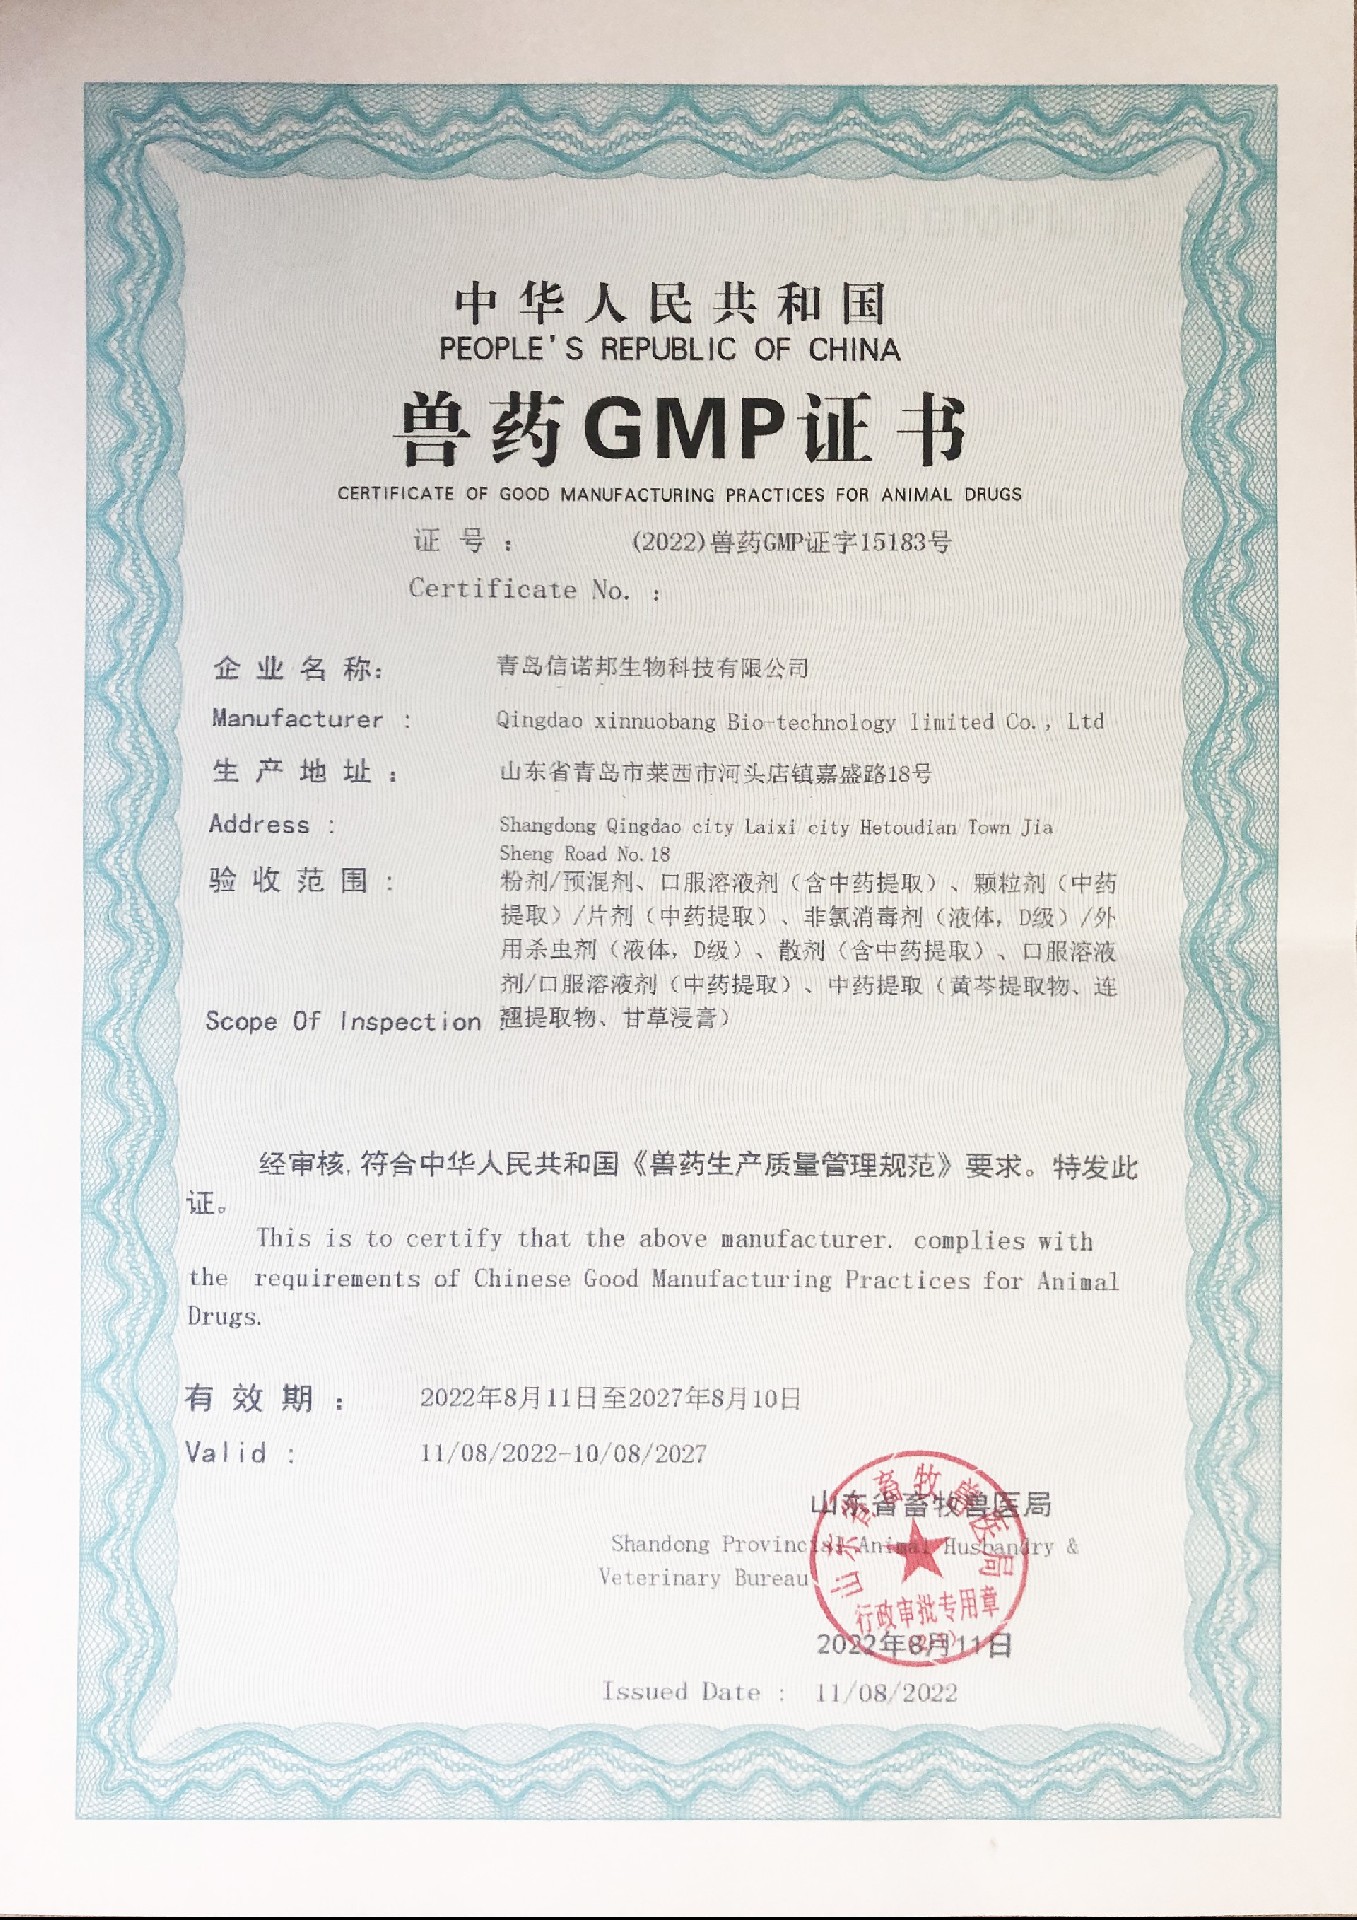 中华人民共和国
PEOPLE'S REPUBLIC OF CHINA
兽药GMP证书
CERTIFICATE OF GOOD MANUFACTURING PRACTICES FOR ANIMAL DRUGS
证 号 : (2022)兽药GMP证字15183号
Certificate No. :
企业名称: 青岛信诺邦生物科技有限公司
Manufacturer : Qingdao xinnuobang Bio-technology limited Co., Ltd
生产地址: 山东省青岛市莱西市河头店镇嘉盛路18号
Address : Shangdong Qingdao city Laixi city Hetoudian Town Jia
Sheng Road No.18
验收范围: 粉剂/预混剂、口服溶液剂（含中药提取）、颗粒剂（中药
提取）/片剂（中药提取）、非氯消毒剂（液体，D级）/外
用杀虫剂（液体，D级）、散剂（含中药提取）、口服溶液
剂/口服溶液剂（中药提取）、中药提取（黄芩提取物、连
Scope Of Inspection : 翘提取物、甘草浸膏）
经审核,符合中华人民共和国《兽药生产质量管理规范》要求。特发此
证。
This is to certify that the above manufacturer. complies with
the requirements of Chinese Good Manufacturing Practices for Animal
Drugs.
有效期: 2022年8月11日至2027年8月10日
Valid : 11/08/2022-10/08/2027
山东省畜牧兽医局
Shandong Provincial Animal Husbandry &
Veterinary Bureau
山东省畜牧兽医局
行政审批专用章
2022年8月11日
Issued Date : 11/08/2022